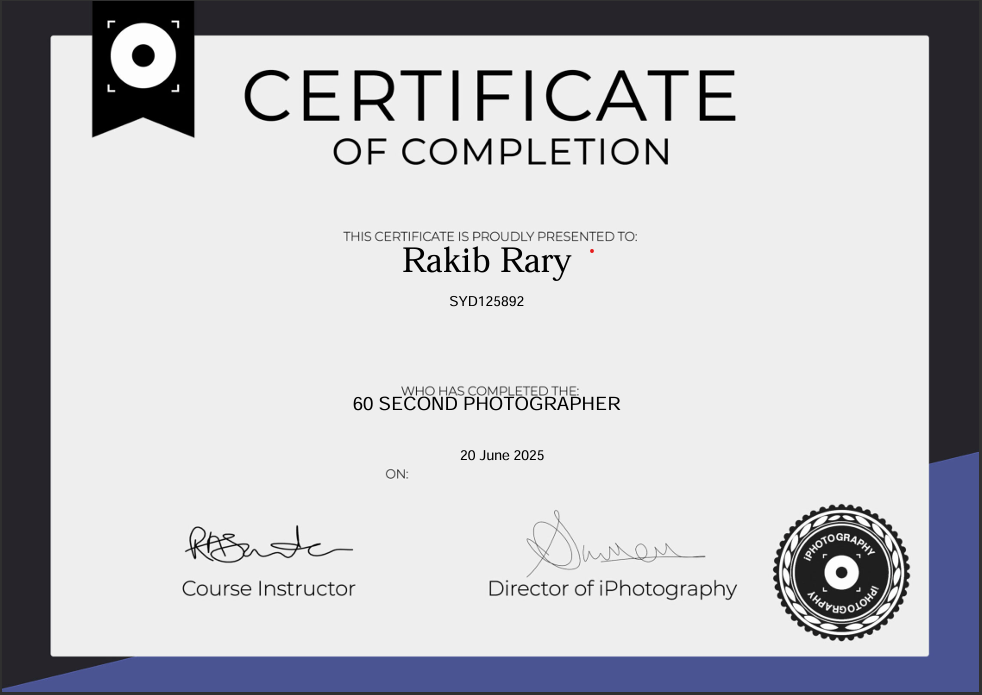 CERTIFICATE
OF COMPLETION
THIS CERTIFICATE IS PROUDLY PRESENTED TO:
Rakib Rary
SYD125892
WHO HAS COMPLETED THE:
60 SECOND PHOTOGRAPHER
20 June 2025
ON:
Course Instructor
Director of iPhotography
iPHOTOGRAPHY
iPHOTOGRAPHY